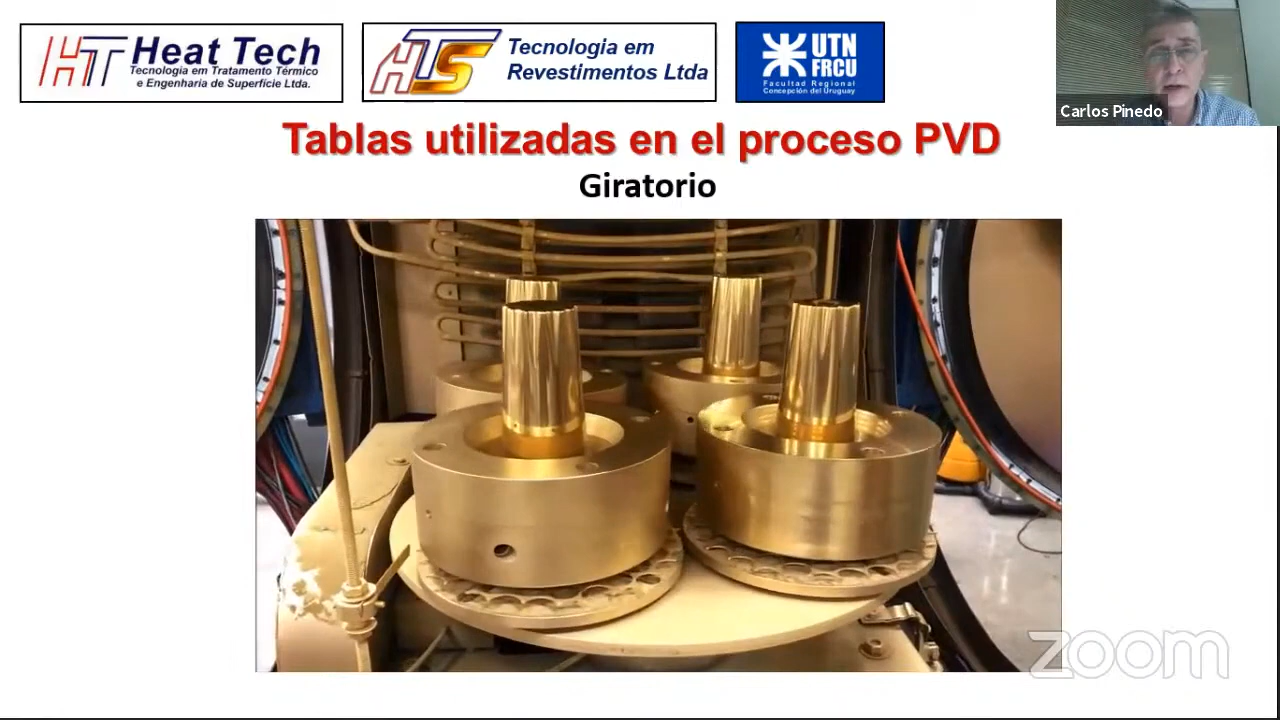 HT Heat Tech
Tecnologia em Tratamento Térmico
e Engenharia de Superfície Ltda.
HTS Tecnologia em
Revestimentos Ltda
UTN
FRCU
Facultad Regional
Concepción del Uruguay
Carlos Pinedo
Tablas utilizadas en el proceso PVD
Giratorio
zoom